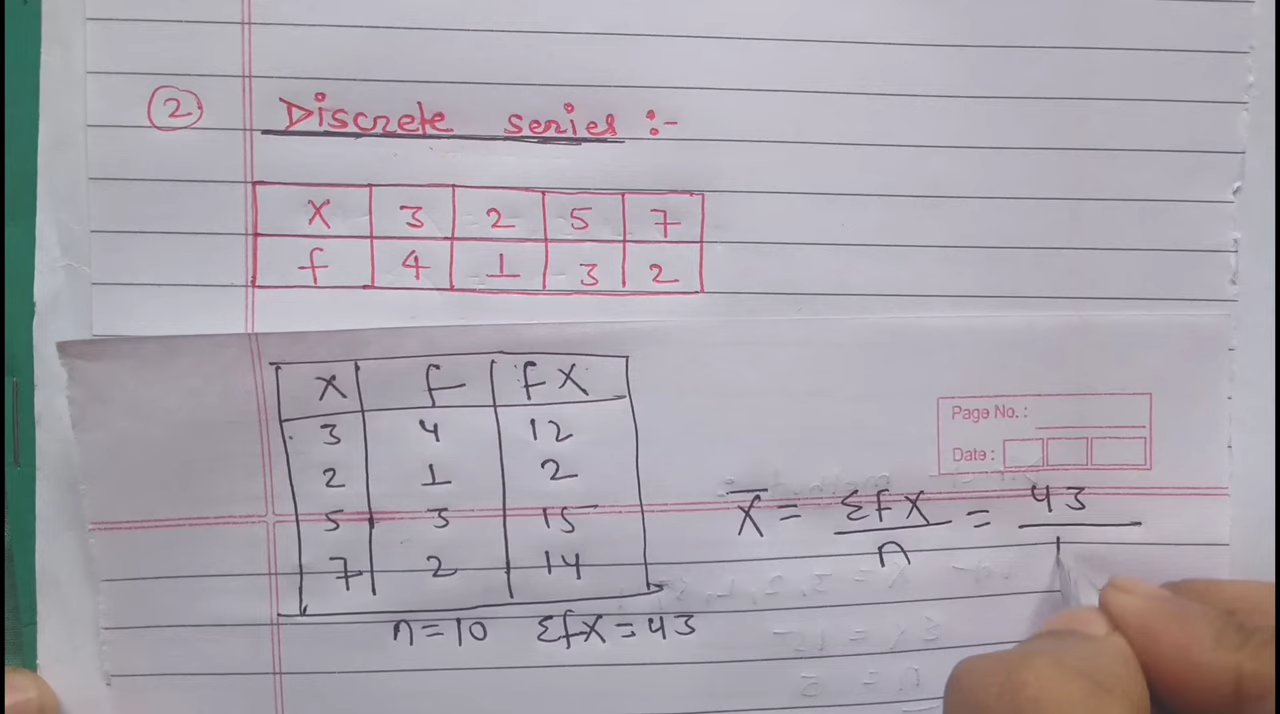 2 Discrete series :-
X 3 2 5 7
f 4 1 3 2
X f fX
3 4 12
2 1 2
5 3 15
7 2 14
n=10 ΣfX=43
Page No. :
Date :
X̅ = ΣfX / n = 43 / 1